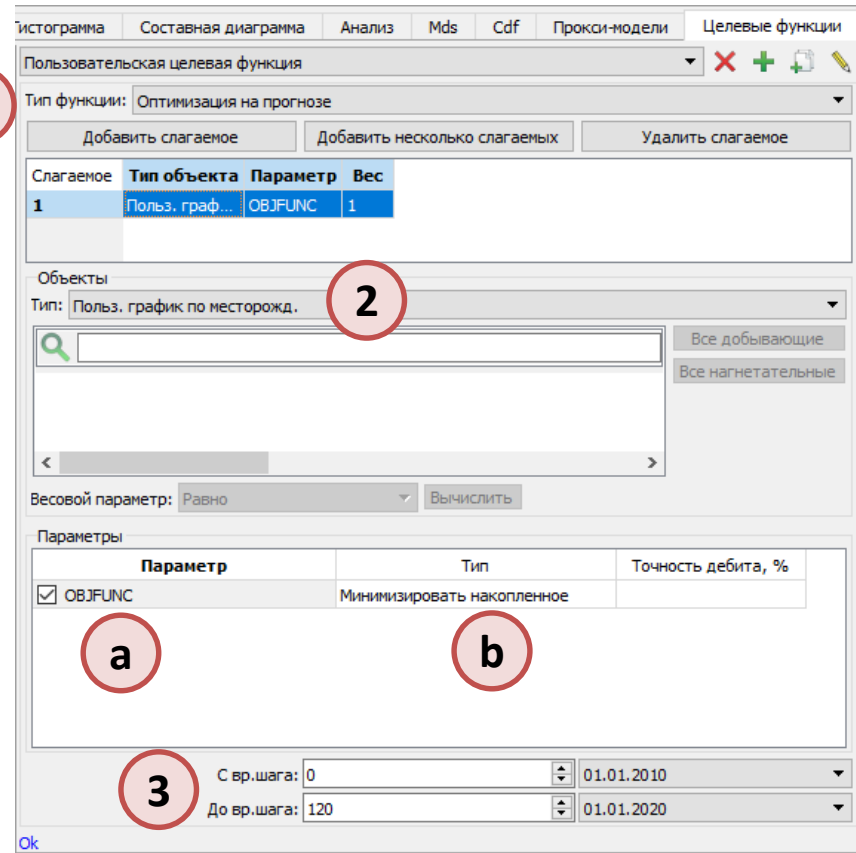 Гистограмма Составная диаграмма Анализ Mds Cdf Прокси-модели Целевые функции
Пользовательская целевая функция
Тип функции: Оптимизация на прогнозе
Добавить слагаемое Добавить несколько слагаемых Удалить слагаемое
Слагаемое Тип объекта Параметр Вес
1 Польз. граф... OBJFUNC 1
Объекты
2
Тип: Польз. график по месторожд.
Все добывающие
Все нагнетательные
Весовой параметр: Равно Вычислить
Параметры
Параметр Тип Точность дебита, %
OBJFUNC Минимизировать накопленное
a b
3
С вр.шага: 0 01.01.2010
До вр.шага: 120 01.01.2020
Ok